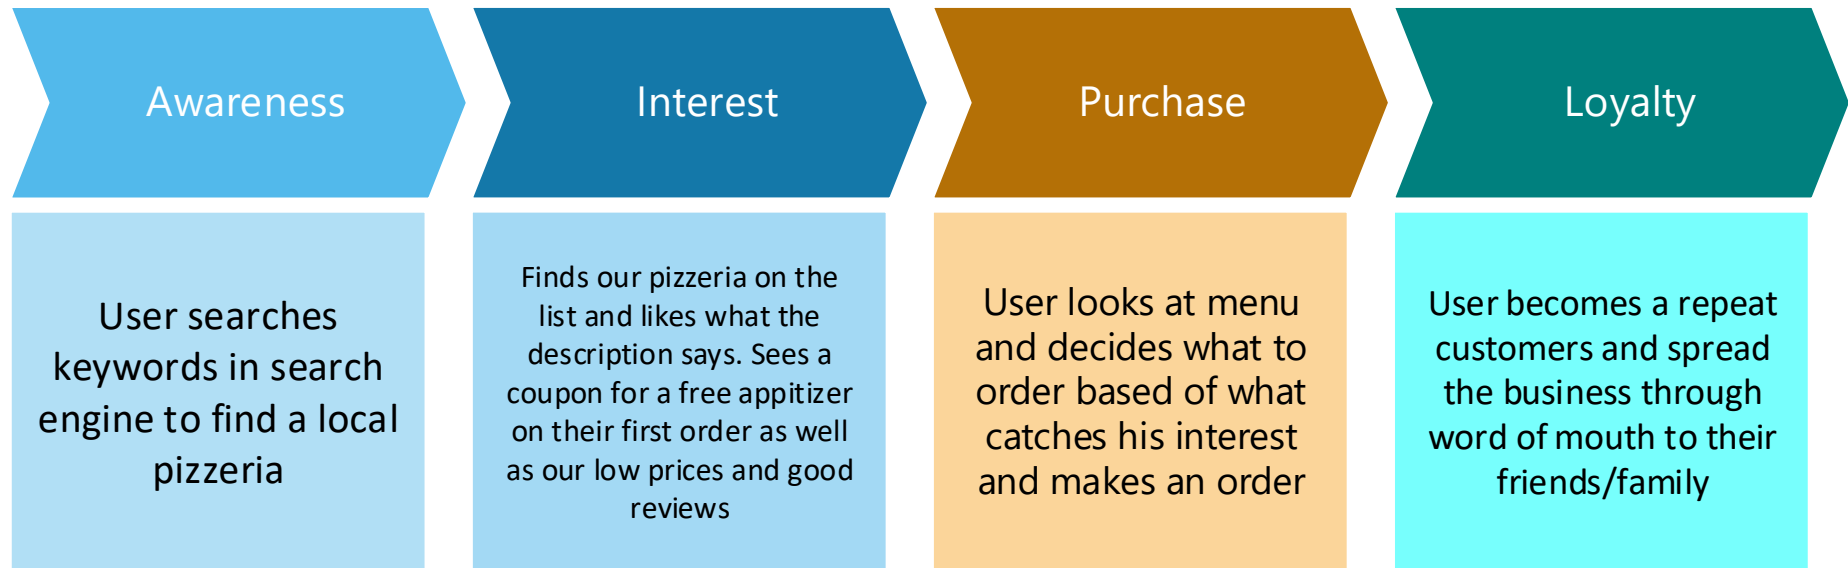 Awareness
User searches
keywords in search
engine to find a local
pizzeria
Interest
Finds our pizzeria on the
list and likes what the
description says. Sees a
coupon for a free appitizer
on their first order as well
as our low prices and good
reviews
Purchase
User looks at menu
and decides what to
order based of what
catches his interest
and makes an order
Loyalty
User becomes a repeat
customers and spread
the business through
word of mouth to their
friends/family